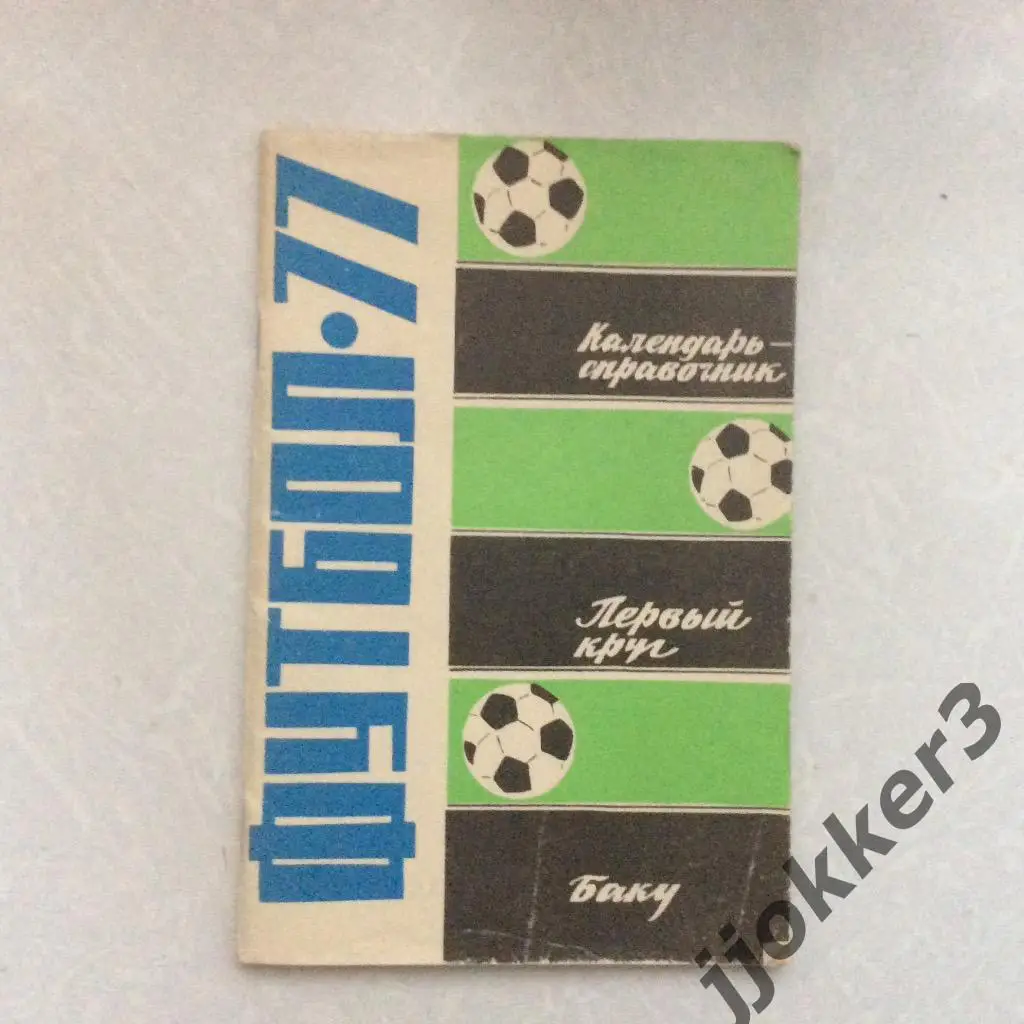 ФУТБОЛ·77
Календарь–
справочник
Первый
круг
Баку
jjokker3